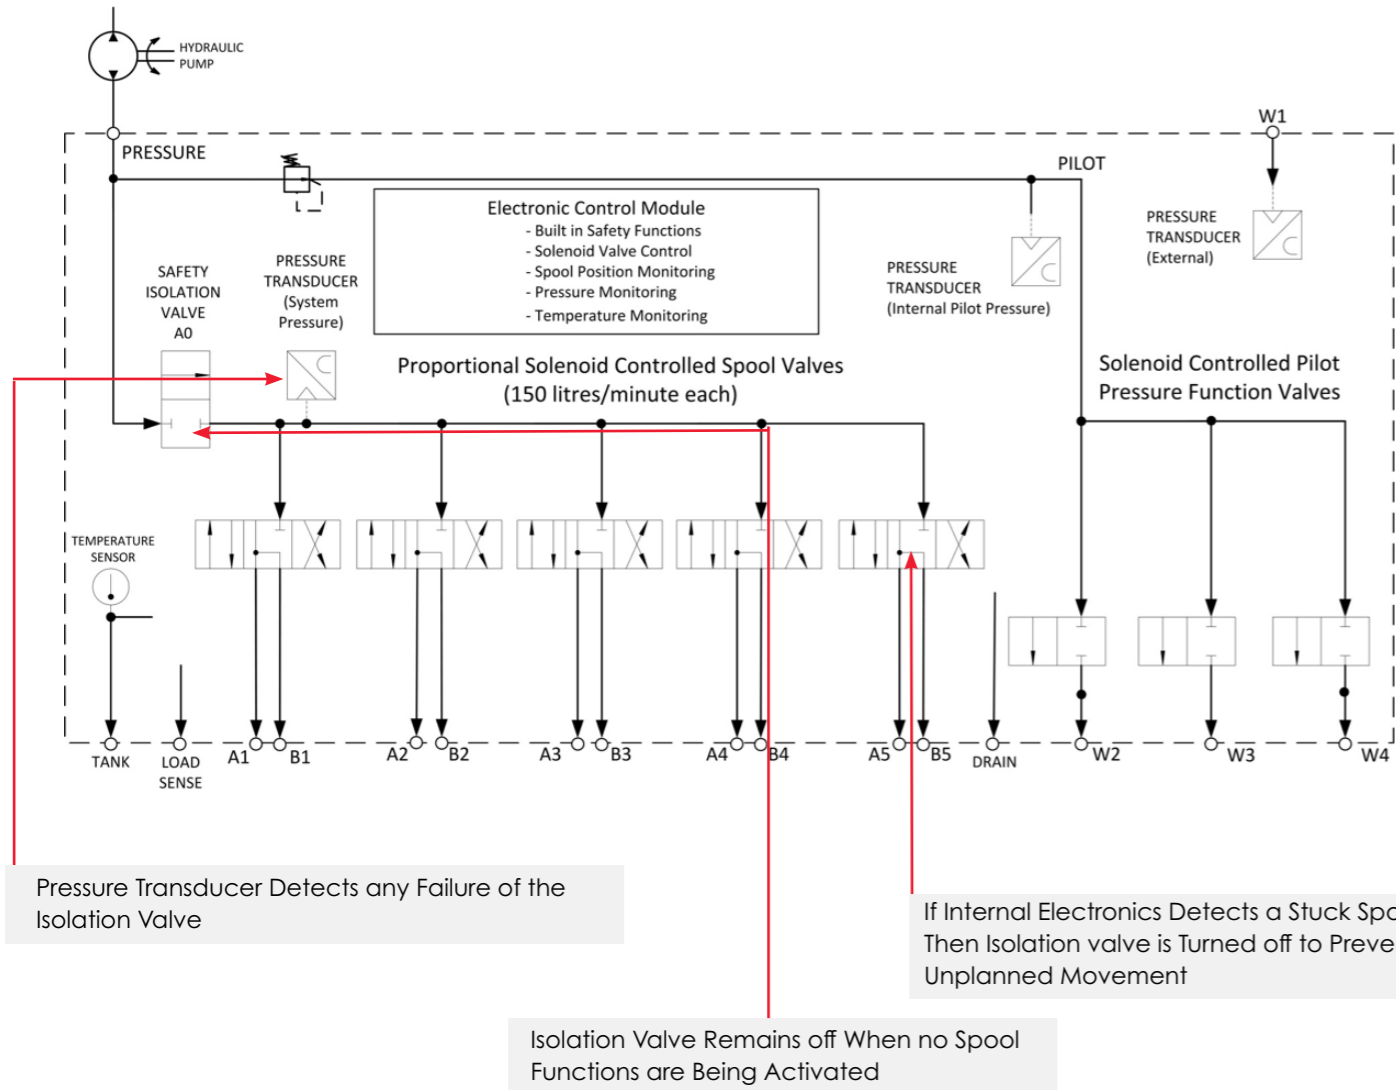 HYDRAULIC
PUMP
W1
PRESSURE
PILOT
Electronic Control Module
- Built in Safety Functions
- Solenoid Valve Control
- Spool Position Monitoring
- Pressure Monitoring
- Temperature Monitoring
PRESSURE
TRANSDUCER
(External)
SAFETY
ISOLATION
VALVE
A0
PRESSURE
TRANSDUCER
(System
Pressure)
PRESSURE
TRANSDUCER
(Internal Pilot Pressure)
Proportional Solenoid Controlled Spool Valves
(150 litres/minute each)
Solenoid Controlled Pilot
Pressure Function Valves
TEMPERATURE
SENSOR
TANK
LOAD
SENSE
A1
B1
A2
B2
A3
B3
A4
B4
A5
B5
DRAIN
W2
W3
W4
Pressure Transducer Detects any Failure of the
Isolation Valve
If Internal Electronics Detects a Stuck
Then Isolation valve is Turned off to
Unplanned Movement
Isolation Valve Remains off When no Spool
Functions are Being Activated